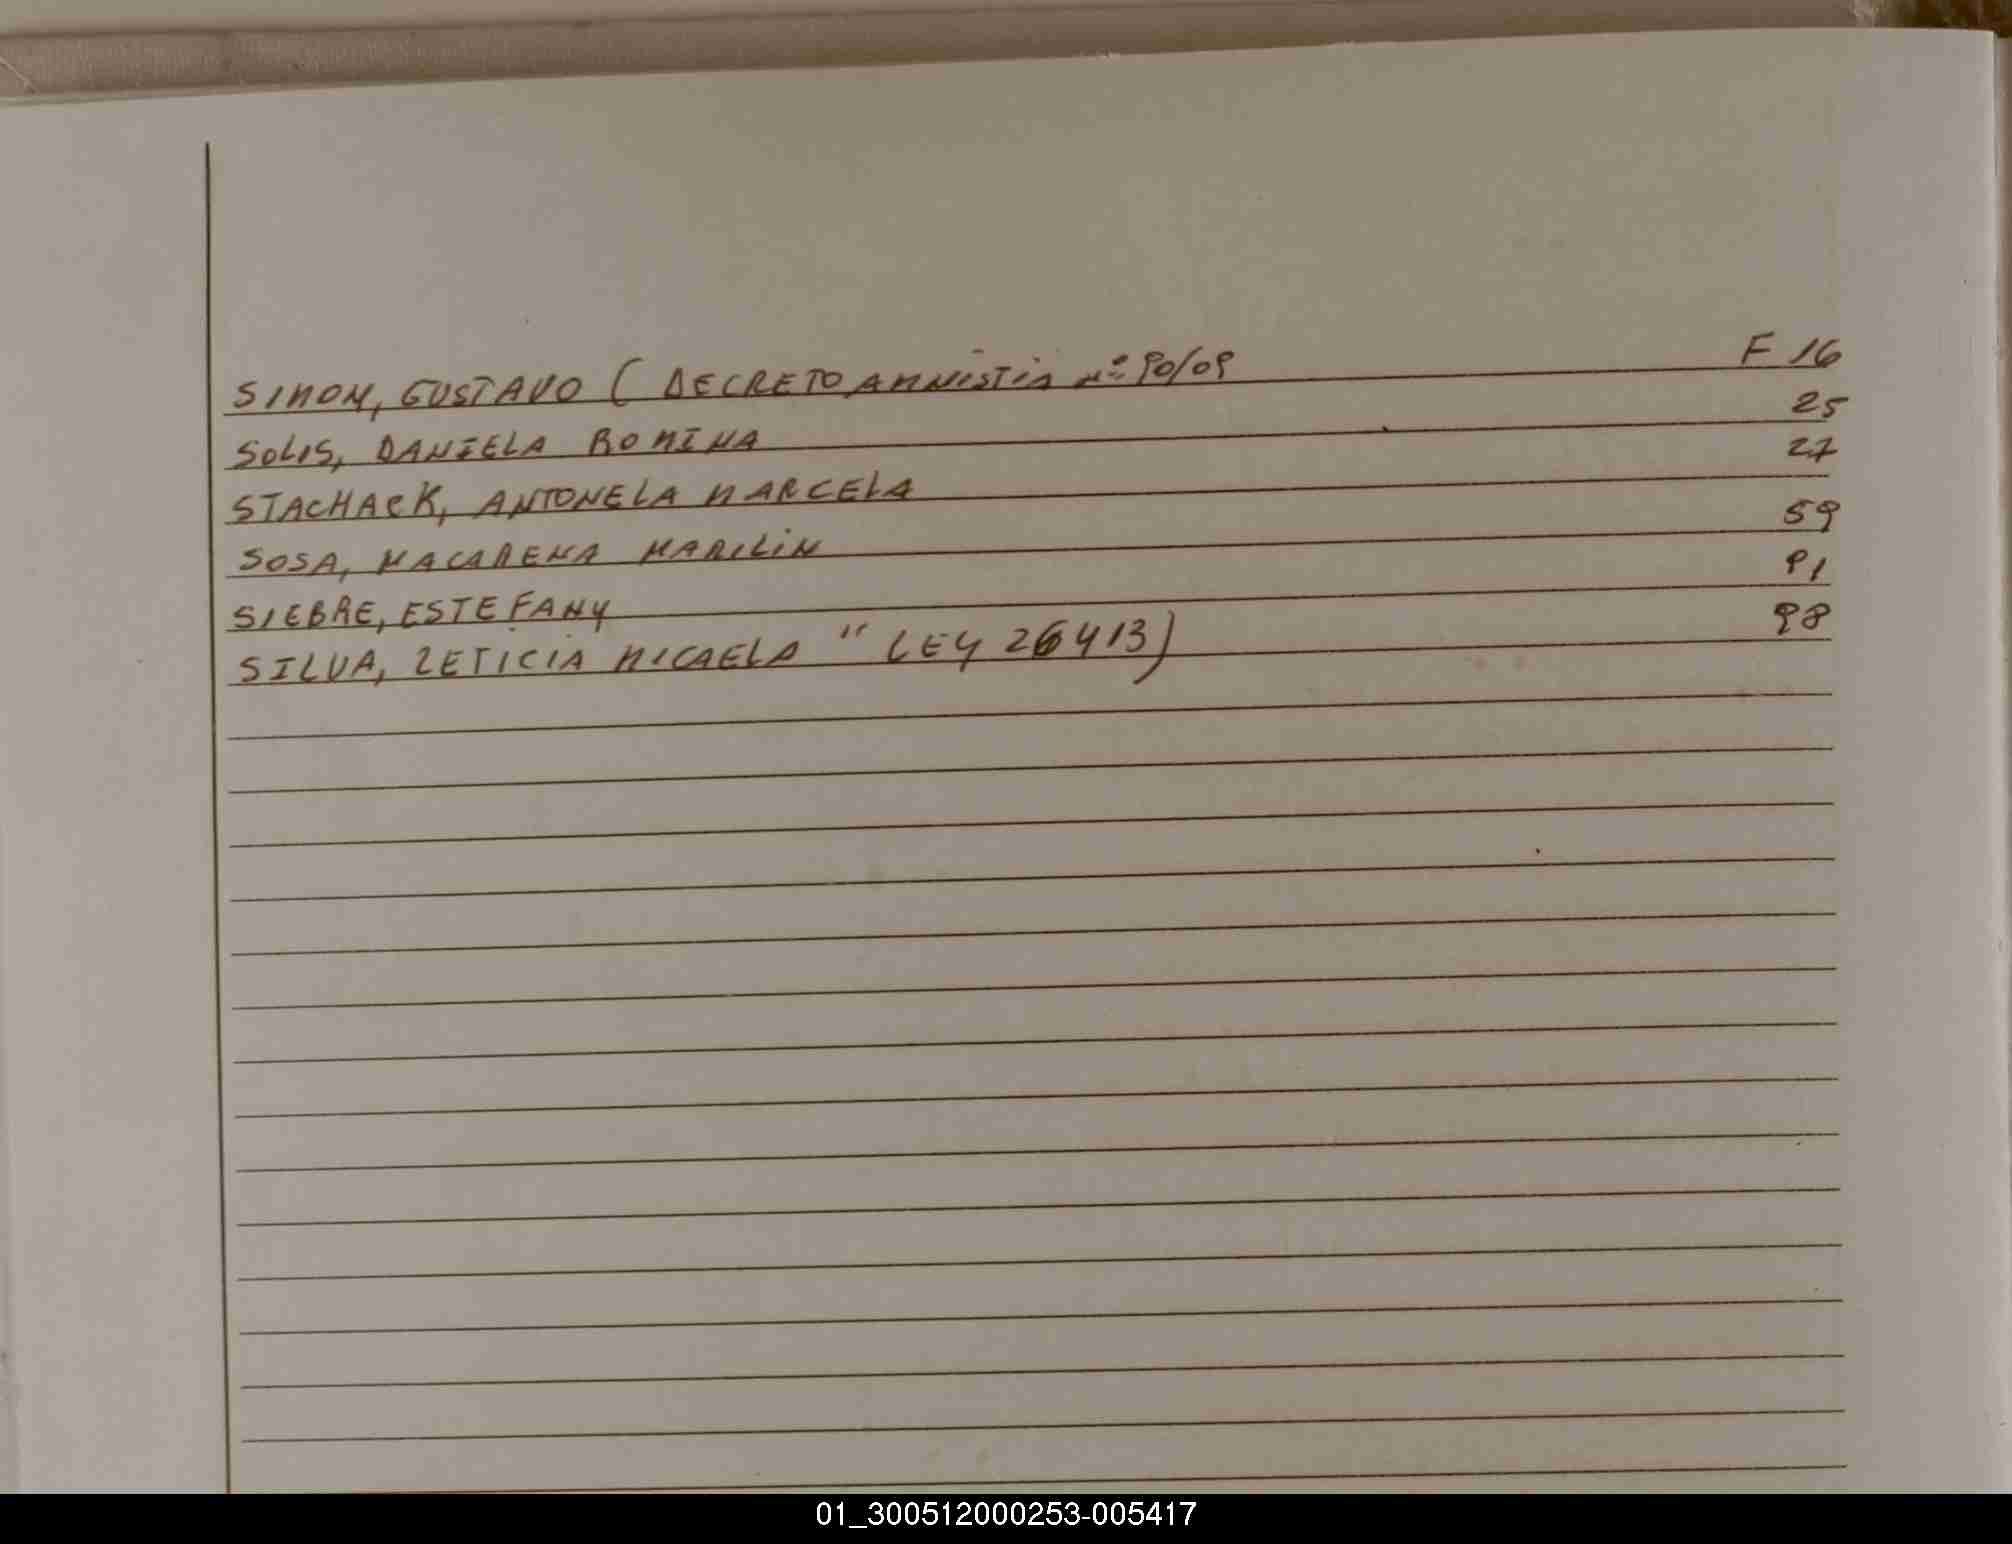 SIMON, GUSTAVO ( DECRETO AMNISTIA Nº 90/09 F 16
SOLIS, DANIELA ROMINA 25
STACHACK, ANTONELA MARCELA 27
SOSA, MACARENA MARILIN 59
SIEBRE, ESTEFANY 91
SILVA, LETICIA MICAELA " LEY 26413) 98
01_300512000253-005417